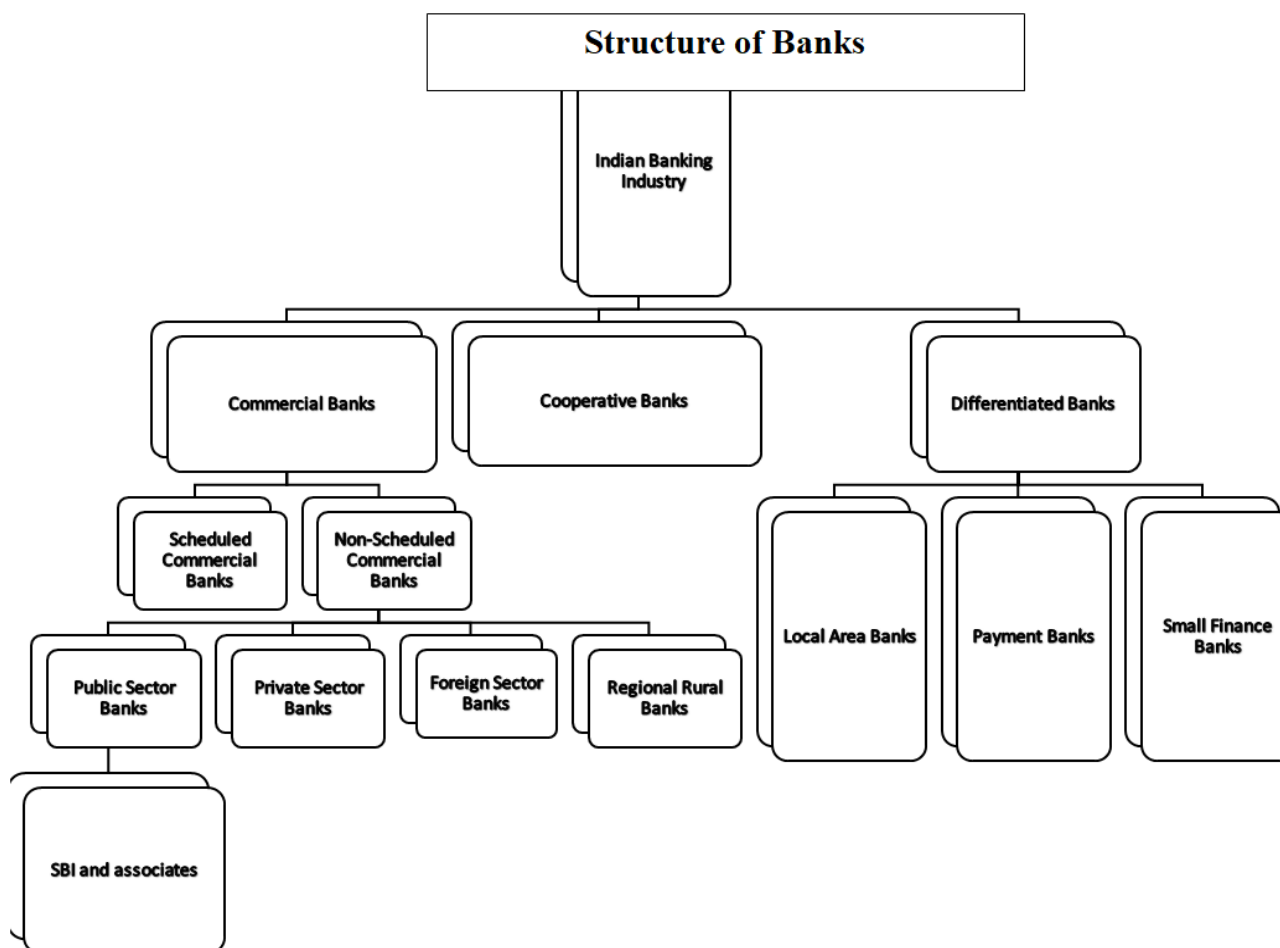 Structure of Banks
Indian Banking
Industry
Commercial Banks
Cooperative Banks
Differentiated Banks
Scheduled
Commercial
Banks
Non-Scheduled
Commercial
Banks
Local Area Banks
Payment Banks
Small Finance
Banks
Public Sector
Banks
Private Sector
Banks
Foreign Sector
Banks
Regional Rural
Banks
SBI and associates